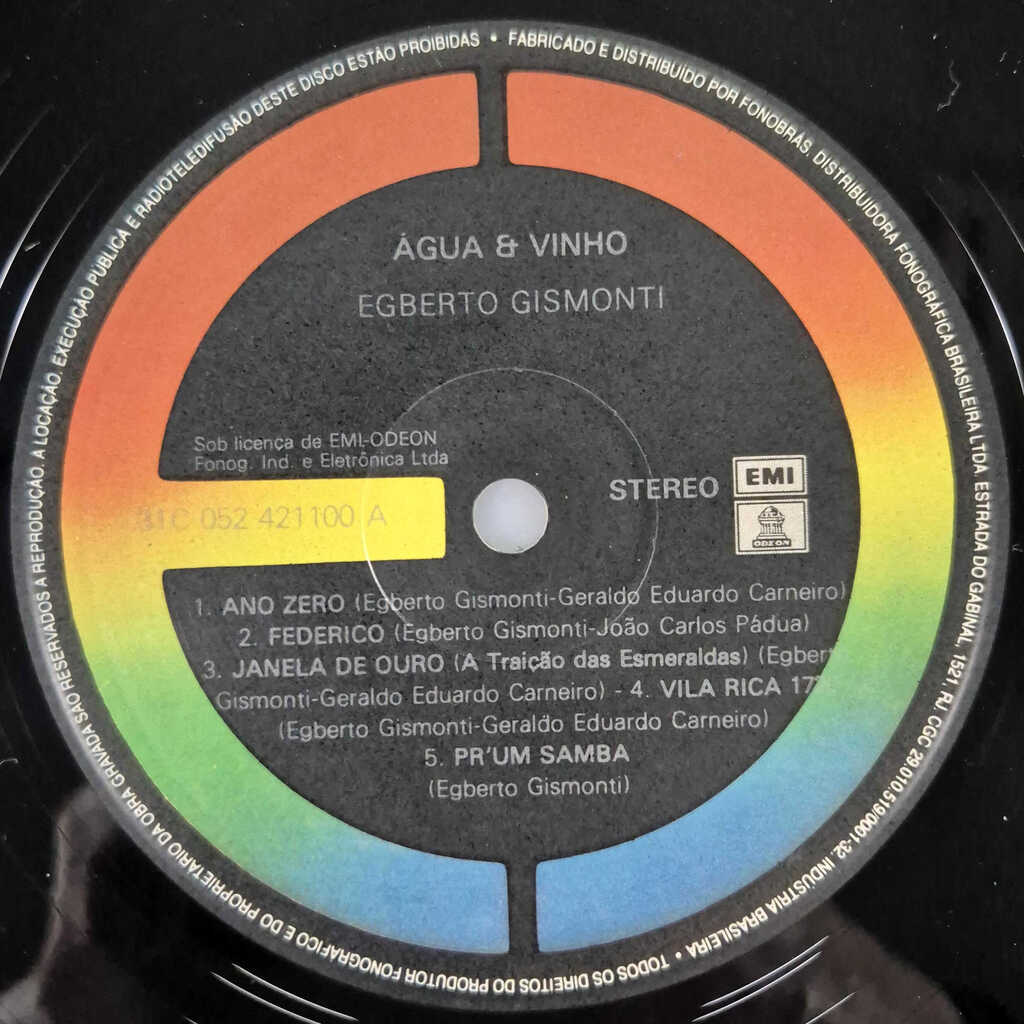 FABRICADO E DISTRIBUIDO POR FONOBRAS. DISTRIBUIDORA FONOGRÁFICA BRASILEIRA LTDA. ESTRADA DO GABINAL, 1521, RJ. CGC 29.010.519/0001-32. INDÚSTRIA BRASILEIRA • TODOS OS DIREITOS DO PRODUTOR FONOGRÁFICO E DO PROPRIETÁRIO DA OBRA GRAVADA SÃO RESERVADOS A REPRODUÇÃO. A LOCAÇÃO. EXECUÇÃO PÚBLICA E RADIOTELEDIFUSÃO DESTE DISCO ESTÃO PROIBIDAS •
ÁGUA & VINHO
EGBERTO GISMONTI
Sob licença de EMI-ODEON
Fonog. Ind. e Eletrônica Ltda
STEREO
EMI
ODEON
31C 052 421100 A
1. ANO ZERO (Egberto Gismonti-Geraldo Eduardo Carneiro)
2. FEDERICO (Egberto Gismonti-João Carlos Pádua)
3. JANELA DE OURO (A Traição das Esmeraldas) (Egber
Gismonti-Geraldo Eduardo Carneiro) - 4. VILA RICA 17
(Egberto Gismonti-Geraldo Eduardo Carneiro)
5. PR'UM SAMBA
(Egberto Gismonti)